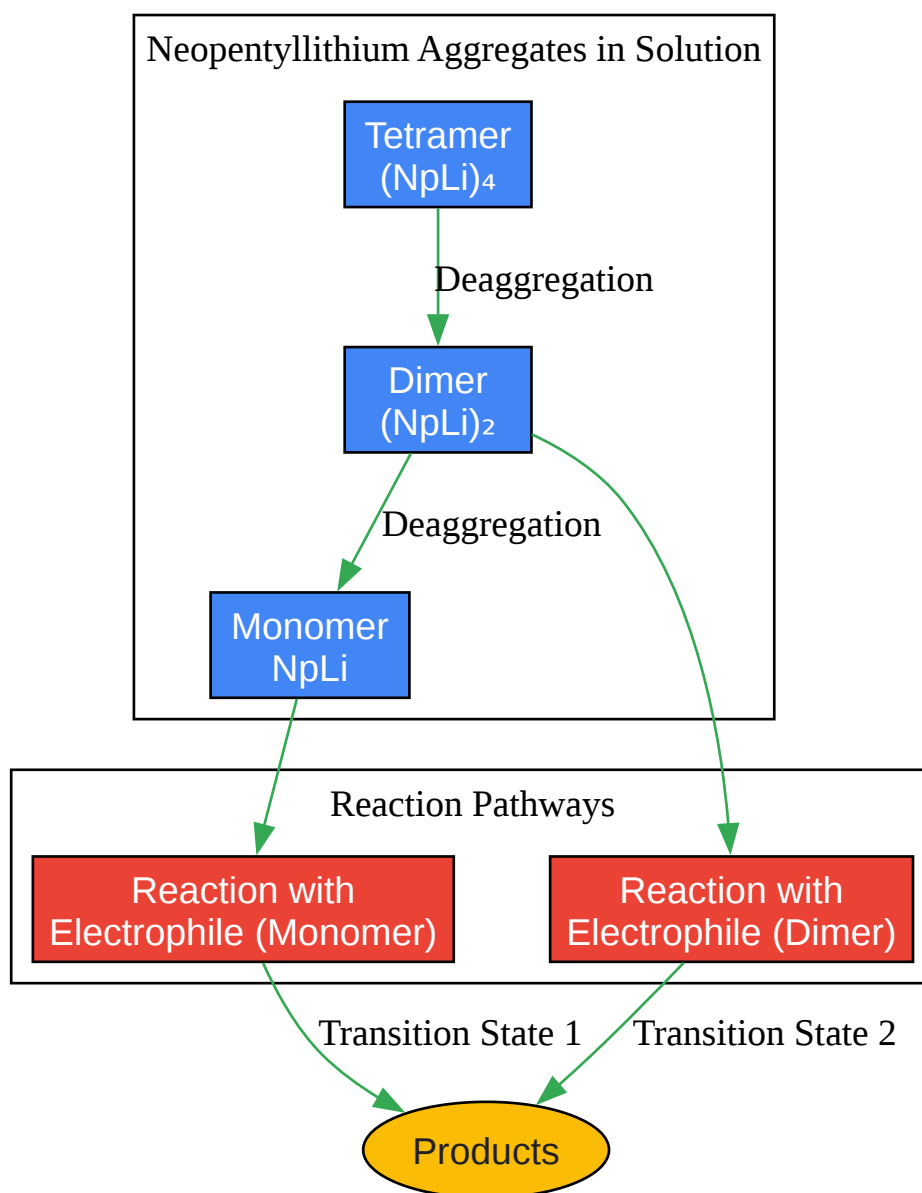 Neopentyllithium Aggregates in Solution
Tetramer
(NpLi)₄
Deaggregation
Dimer
(NpLi)₂
Deaggregation
Monomer
NpLi
Reaction Pathways
Reaction with
Electrophile (Monomer)
Reaction with
Electrophile (Dimer)
Transition State 1
Transition State 2
Products